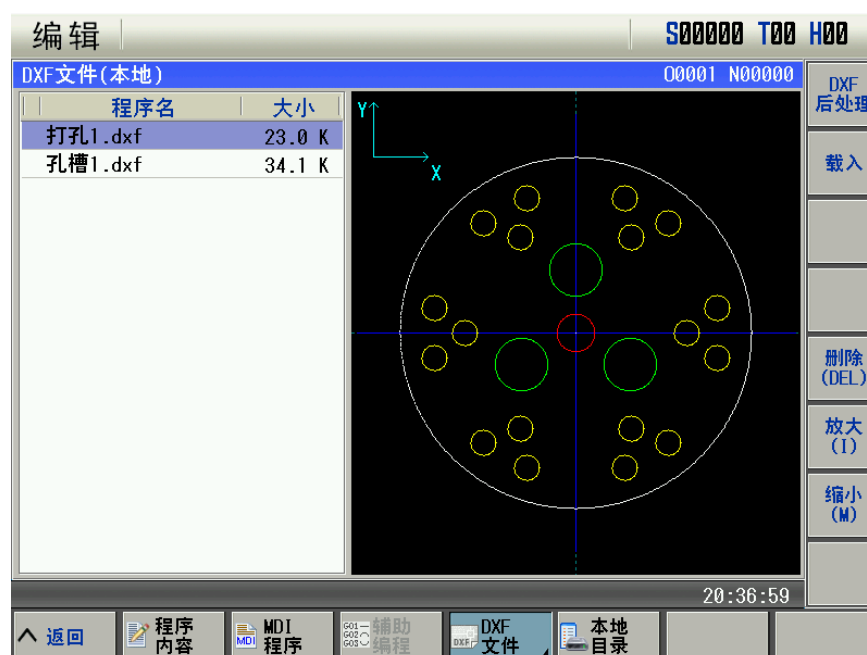 编辑
S00000 T00 H00
DXF文件(本地)
O0001 N00000
程序名 大小
打孔1.dxf 23.0 K
孔槽1.dxf 34.1 K
Y
X
DXF
后处理
载入
删除
(DEL)
放大
(I)
缩小
(M)
20:36:59
返回
程序
内容
MDI
MDI
程序
G01
G02
G03
辅助
编程
DXF
DXF
文件
本地
目录